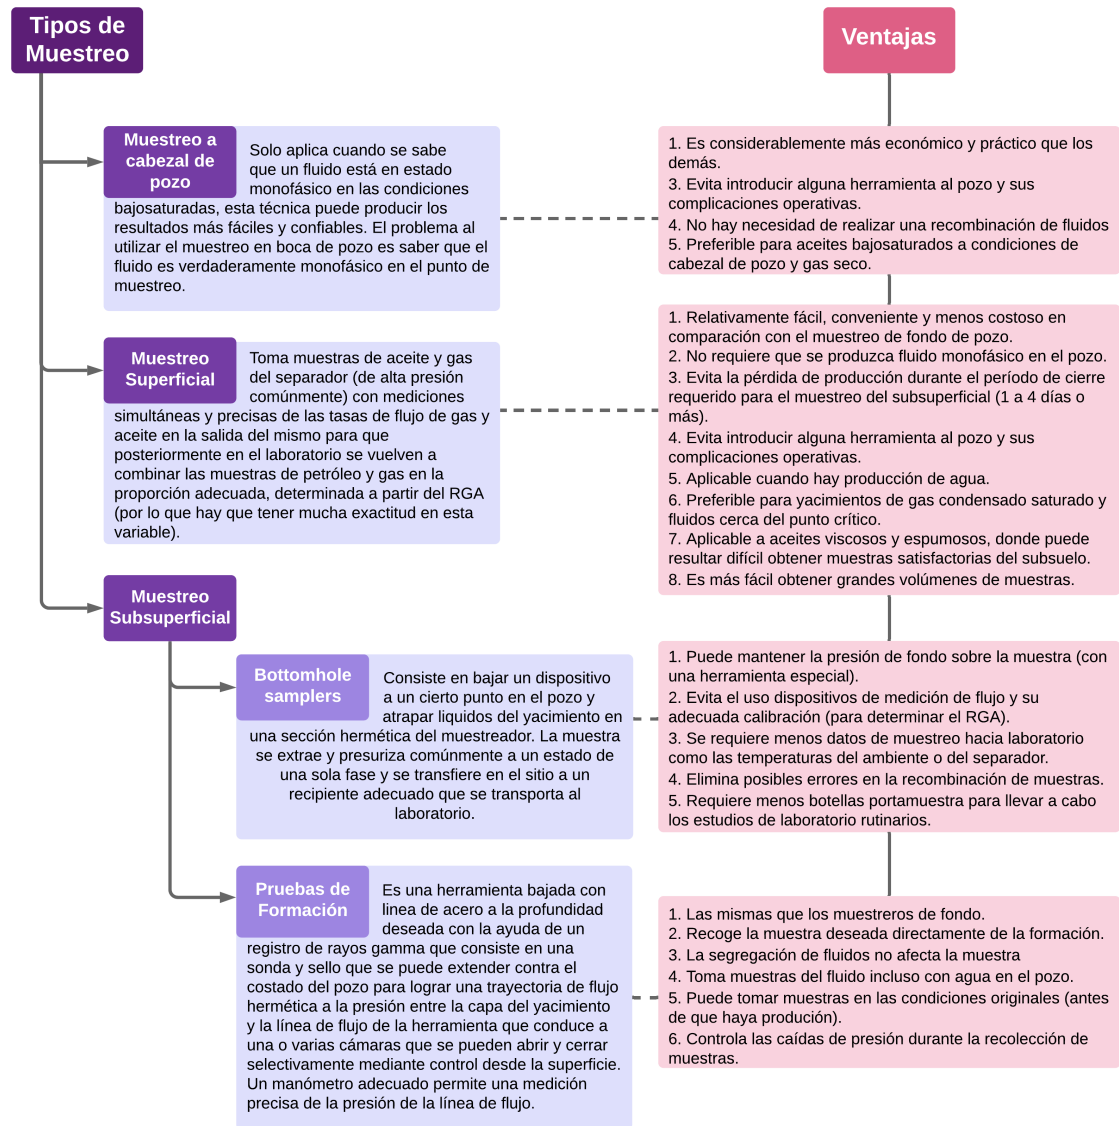 Tipos de
Muestreo
Ventajas
Muestreo a
cabezal de
pozo
Solo aplica cuando se sabe
que un fluido está en estado
monofásico en las condiciones
bajosaturadas, esta técnica puede producir los
resultados más fáciles y confiables. El problema al
utilizar el muestreo en boca de pozo es saber que el
fluido es verdaderamente monofásico en el punto de
muestreo.
1. Es considerablemente más económico y práctico que los
demás.
3. Evita introducir alguna herramienta al pozo y sus
complicaciones operativas.
4. No hay necesidad de realizar una recombinación de fluidos
5. Preferible para aceites bajosaturados a condiciones de
cabezal de pozo y gas seco.
Muestreo
Superficial
Toma muestras de aceite y gas
del separador (de alta presión
comúnmente) con mediciones
simultáneas y precisas de las tasas de flujo de gas y
aceite en la salida del mismo para que
posteriormente en el laboratorio se vuelven a
combinar las muestras de petróleo y gas en la
proporción adecuada, determinada a partir del RGA
(por lo que hay que tener mucha exactitud en esta
variable).
1. Relativamente fácil, conveniente y menos costoso en
comparación con el muestreo de fondo de pozo.
2. No requiere que se produzca fluido monofásico en el pozo.
3. Evita la pérdida de producción durante el período de cierre
requerido para el muestreo del subsuperficial (1 a 4 días o
más).
4. Evita introducir alguna herramienta al pozo y sus
complicaciones operativas.
5. Aplicable cuando hay producción de agua.
6. Preferible para yacimientos de gas condensado saturado y
fluidos cerca del punto crítico.
7. Aplicable a aceites viscosos y espumosos, donde puede
resultar difícil obtener muestras satisfactorias del subsuelo.
8. Es más fácil obtener grandes volúmenes de muestras.
Muestreo
Subsuperficial
Bottomhole
samplers
Consiste en bajar un dispositivo
a un cierto punto en el pozo y
atrapar liquidos del yacimiento en
una sección hermética del muestreador. La muestra
se extrae y presuriza comúnmente a un estado de
una sola fase y se transfiere en el sitio a un
recipiente adecuado que se transporta al
laboratorio.
1. Puede mantener la presión de fondo sobre la muestra (con
una herramienta especial).
2. Evita el uso dispositivos de medición de flujo y su
adecuada calibración (para determinar el RGA).
3. Se requiere menos datos de muestreo hacia laboratorio
como las temperaturas del ambiente o del separador.
4. Elimina posibles errores en la recombinación de muestras.
5. Requiere menos botellas portamuestra para llevar a cabo
los estudios de laboratorio rutinarios.
Pruebas de
Formación
Es una herramienta bajada con
linea de acero a la profundidad
deseada con la ayuda de un
registro de rayos gamma que consiste en una
sonda y sello que se puede extender contra el
costado del pozo para lograr una trayectoria de flujo
hermética a la presión entre la capa del yacimiento
y la línea de flujo de la herramienta que conduce a
una o varias cámaras que se pueden abrir y cerrar
selectivamente mediante control desde la superficie.
Un manómetro adecuado permite una medición
precisa de la presión de la línea de flujo.
1. Las mismas que los muestreros de fondo.
2. Recoge la muestra deseada directamente de la formación.
3. La segregación de fluidos no afecta la muestra
4. Toma muestras del fluido incluso con agua en el pozo.
5. Puede tomar muestras en las condiciones originales (antes
de que haya produción).
6. Controla las caídas de presión durante la recolección de
muestras.